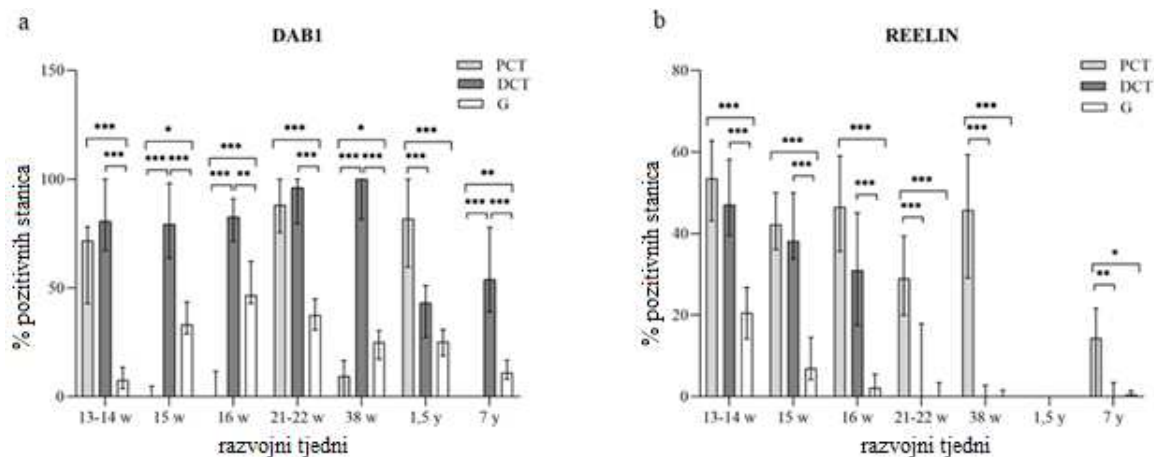 a
DAB1
% pozitivnih stanica
150
100
50
0
PCT
DCT
G
*** * *** *** * *** **
*** *** *** *** ** *** *** *** *** *** ***
13-14 w 15 w 16 w 21-22 w 38 w 1,5 y 7 y
razvojni tjedni
b
REELIN
% pozitivnih stanica
80
60
40
20
0
PCT
DCT
G
*** *** *** *** *** *
*** *** *** *** *** **
13-14 w 15 w 16 w 21-22 w 38 w 1,5 y 7 y
razvojni tjedni